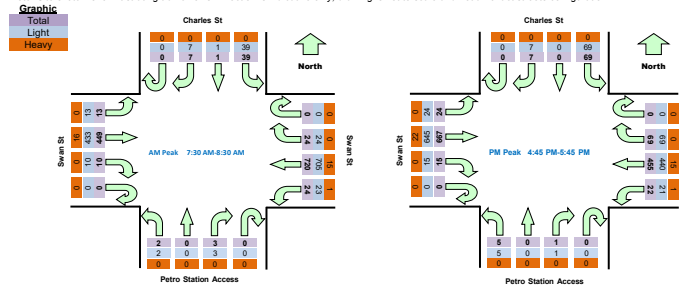 Graphic
Total
Light
Heavy
Charles St
0 0 0 0
0 7 1 39
0 7 1 39
North
Swan St
0 13 13
16 433 449
0 10 10
0 0 0
AM Peak 7:30 AM-8:30 AM
0 0 0
24 24 0
720 705 15
24 23 1
Swan St
2 0 3 0
2 0 3 0
0 0 0 0
Petro Station Access
Charles St
0 0 0 0
0 7 0 69
0 7 0 69
North
Swan St
0 24 24
22 645 667
0 15 15
0 0 0
PM Peak 4:45 PM-5:45 PM
0 0 0
69 69 0
455 440 15
22 21 1
Swan St
5 0 1 0
5 0 1 0
0 0 0 0
Petro Station Access